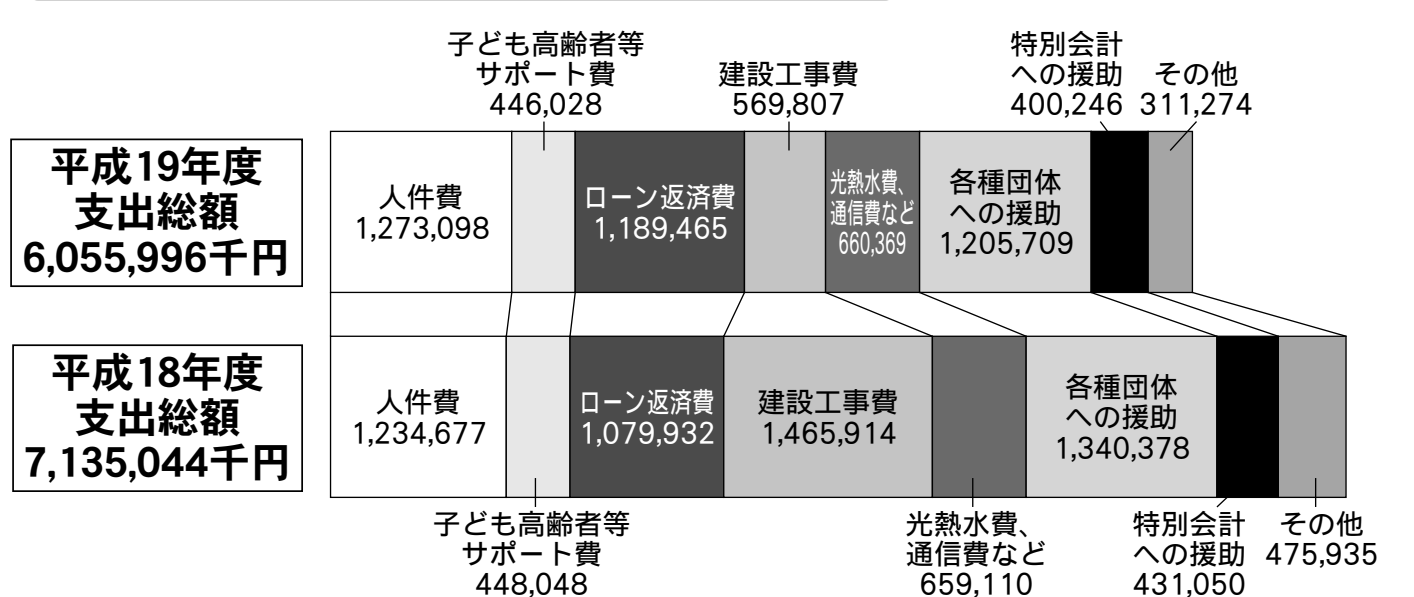 子ども高齢者等
サポート費
446,028
建設工事費
569,807
特別会計
への援助
400,246
その他
311,274
平成19年度
支出総額
6,055,996千円
人件費
1,273,098
ローン返済費
1,189,465
光熱水費、
通信費など
660,369
各種団体
への援助
1,205,709
平成18年度
支出総額
7,135,044千円
人件費
1,234,677
ローン返済費
1,079,932
建設工事費
1,465,914
各種団体
への援助
1,340,378
子ども高齢者等
サポート費
448,048
光熱水費、
通信費など
659,110
特別会計
への援助
431,050
その他
475,935